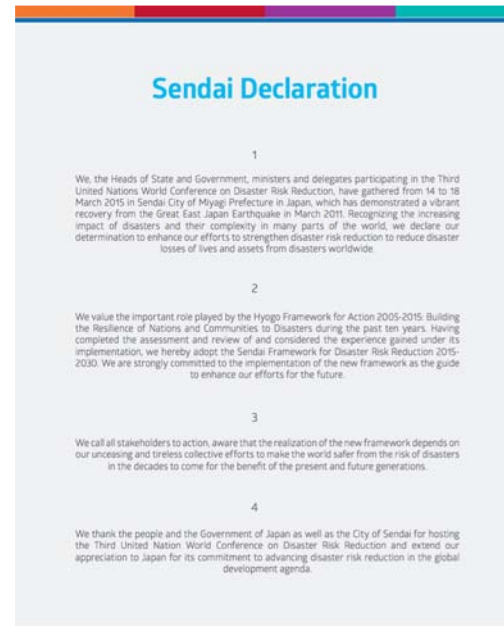 Sendai Declaration
1
We, the Heads of State and Government, ministers and delegates participating in the Third
United Nations World Conference on Disaster Risk Reduction, have gathered from 14 to 18
March 2015 in Sendai City of Miyagi Prefecture in Japan, which has demonstrated a vibrant
recovery from the Great East Japan Earthquake in March 2011. Recognizing the increasing
impact of disasters and their complexity in many parts of the world, we declare our
determination to enhance our efforts to strengthen disaster risk reduction to reduce disaster
losses of lives and assets from disasters worldwide.
2
We value the important role played by the Hyogo Framework for Action 2005-2015: Building
the Resilience of Nations and Communities to Disasters during the past ten years. Having
completed the assessment and review of and considered the experience gained under its
implementation, we hereby adopt the Sendai Framework for Disaster Risk Reduction 2015-
2030. We are strongly committed to the implementation of the new framework as the guide
to enhance our efforts for the future.
3
We call all stakeholders to action, aware that the realization of the new framework depends on
our unceasing and tireless collective efforts to make the world safer from the risk of disasters
in the decades to come for the benefit of the present and future generations.
4
We thank the people and the Government of Japan as well as the City of Sendai for hosting
the Third United Nation World Conference on Disaster Risk Reduction and extend our
appreciation to Japan for its commitment to advancing disaster risk reduction in the global
development agenda.